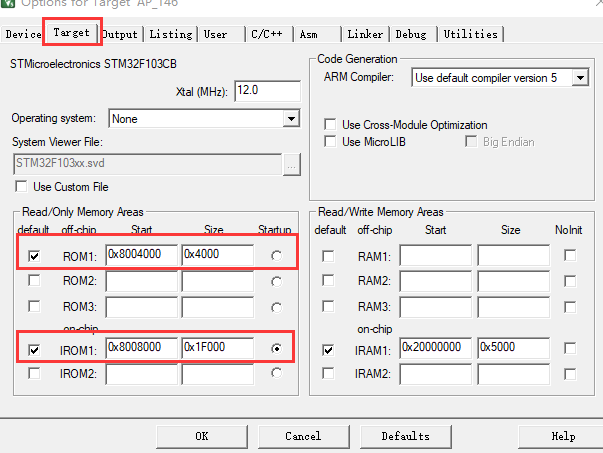 Options for Target 'AP_146'
Device Target Output Listing User C/C++ Asm Linker Debug Utilities
STMicroelectronics STM32F103CB
Xtal (MHz): 12.0
Operating system: None
System Viewer File:
STM32F103xx.svd ...
Use Custom File
Code Generation
ARM Compiler: Use default compiler version 5
Use Cross-Module Optimization
Use MicroLIB Big Endian
Read/Only Memory Areas
default off-chip Start Size Startup
ROM1: 0x8004000 0x4000
ROM2:
ROM3:
on-chip
IROM1: 0x8008000 0x1F000
IROM2:
Read/Write Memory Areas
default off-chip Start Size NoInit
RAM1:
RAM2:
RAM3:
on-chip
IRAM1: 0x20000000 0x5000
IRAM2:
OK Cancel Defaults Help